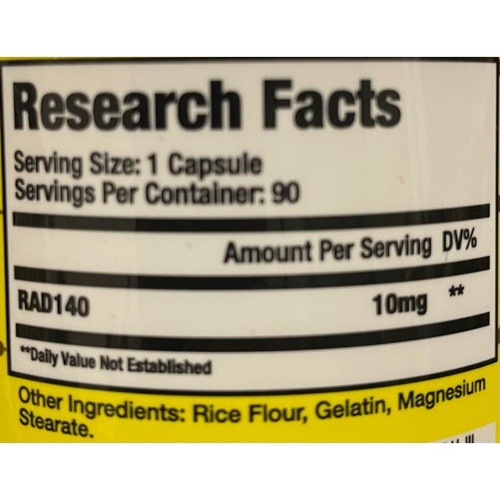 Research Facts
Serving Size: 1 Capsule
Servings Per Container: 90
Amount Per Serving DV%
RAD140 10mg **
**Daily Value Not Established
Other Ingredients: Rice Flour, Gelatin, Magnesium
Stearate.